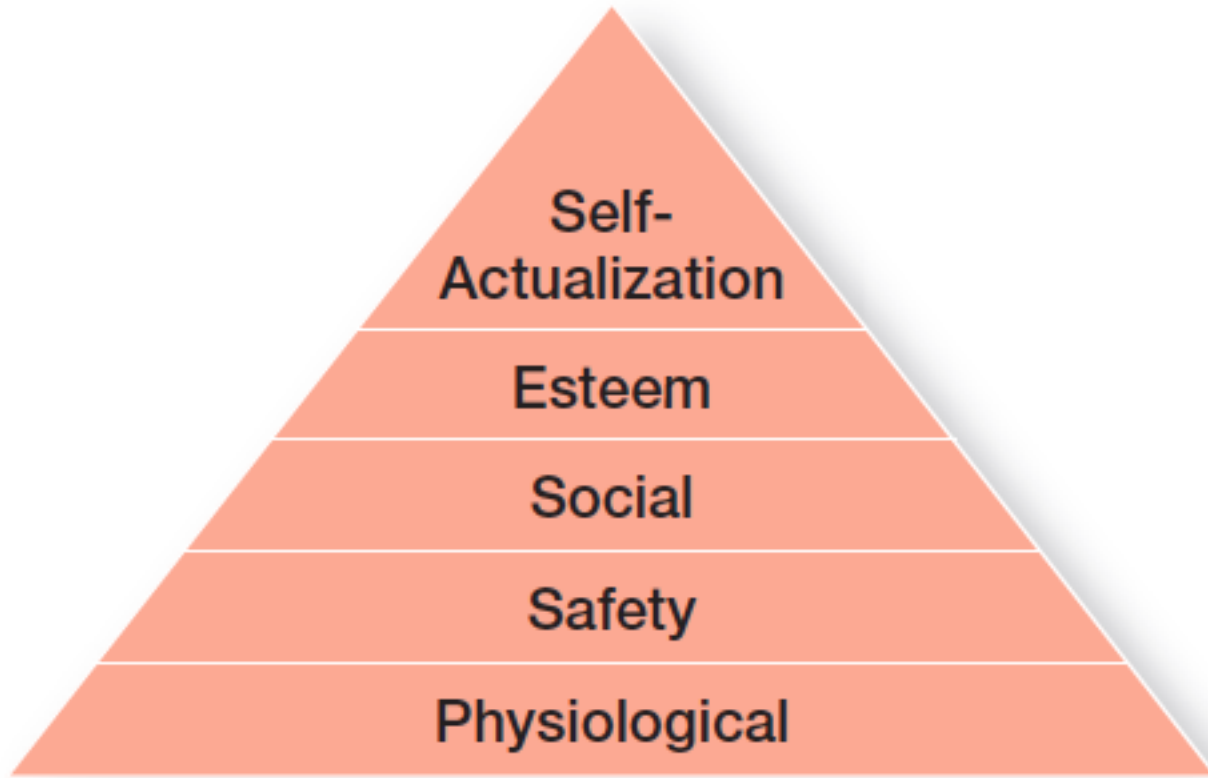 Self-
Actualization
Esteem
Social
Safety
Physiological